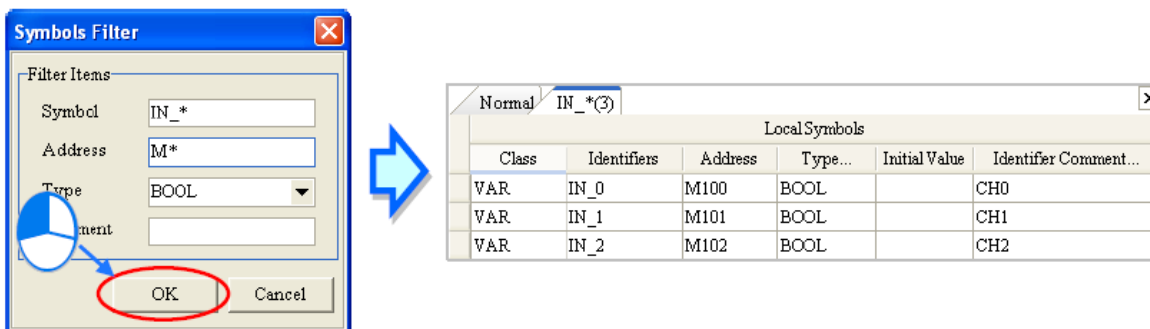 Symbols Filter
Filter Items
Symbol IN_*
Address M*
Type BOOL
ment
OK Cancel
Normal IN_*(3)
Local Symbols
Class Identifiers Address Type... Initial Value Identifier Comment...
VAR IN_0 M100 BOOL CH0
VAR IN_1 M101 BOOL CH1
VAR IN_2 M102 BOOL CH2